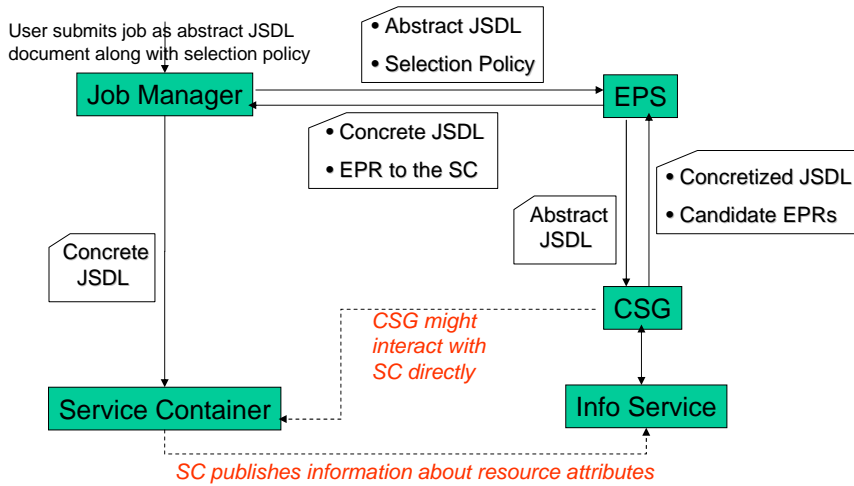 User submits job as abstract JSDL
document along with selection policy
• Abstract JSDL
• Selection Policy
Job Manager
EPS
• Concrete JSDL
• EPR to the SC
• Concretized JSDL
• Candidate EPRs
Abstract
JSDL
Concrete
JSDL
CSG
CSG might
interact with
SC directly
Service Container
Info Service
SC publishes information about resource attributes